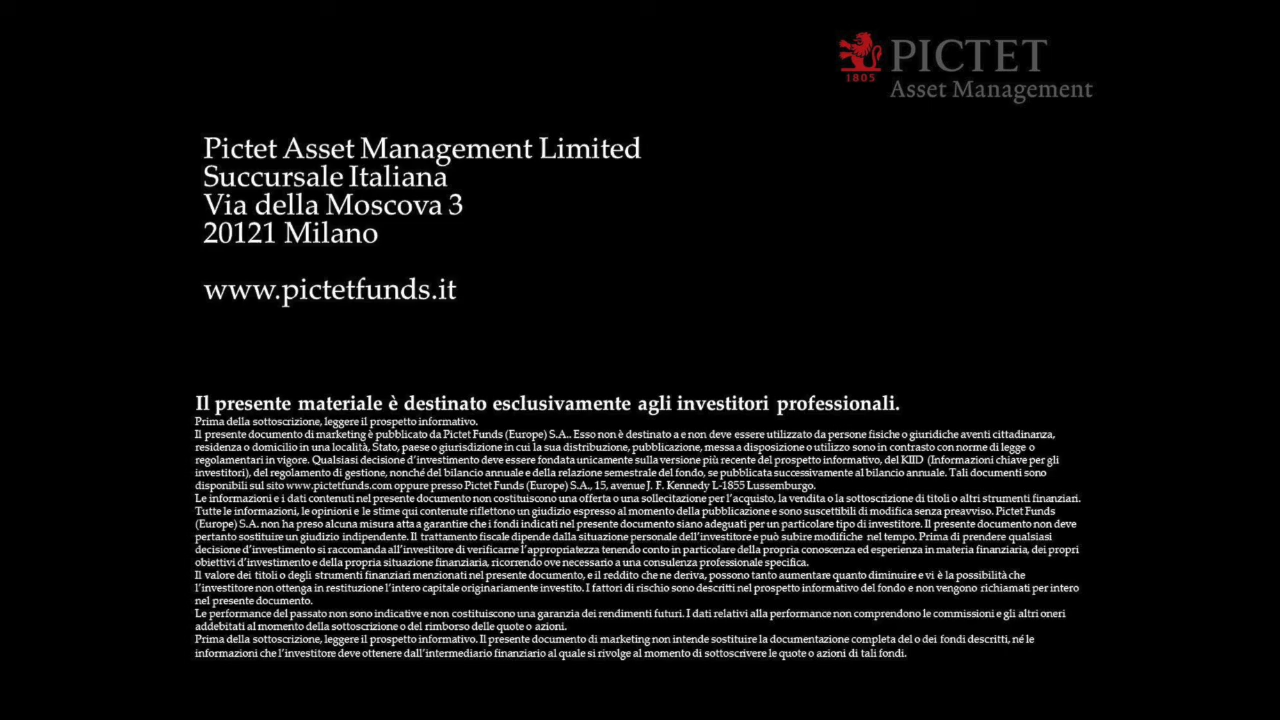 PICTET
1805
Asset Management
Pictet Asset Management Limited
Succursale Italiana
Via della Moscova 3
20121 Milano
www.pictetfunds.it
Il presente materiale è destinato esclusivamente agli investitori professionali.
Prima della sottoscrizione, leggere il prospetto informativo.
Il presente documento di marketing è pubblicato da Pictet Funds (Europe) S.A.. Esso non è destinato a e non deve essere utilizzato da persone fisiche o giuridiche aventi cittadinanza,
residenza o domicilio in una località, Stato, paese o giurisdizione in cui la sua distribuzione, pubblicazione, messa a disposizione o utilizzo sono in contrasto con norme di legge o
regolamentari in vigore. Qualsiasi decisione d'investimento deve essere fondata unicamente sulla versione più recente del prospetto informativo, del KIID (Informazioni chiave per gli
investitori), del regolamento di gestione, nonché del bilancio annuale e della relazione semestrale del fondo, se pubblicata successivamente al bilancio annuale. Tali documenti sono
disponibili sul sito www.pictetfunds.com oppure presso Pictet Funds (Europe) S.A., 15, avenue J. F. Kennedy L-1855 Lussemburgo.
Le informazioni e i dati contenuti nel presente documento non costituiscono una offerta o una sollecitazione per l'acquisto, la vendita o la sottoscrizione di titoli o altri strumenti finanziari.
Tutte le informazioni, le opinioni e le stime qui contenute riflettono un giudizio espresso al momento della pubblicazione e sono suscettibili di modifica senza preavviso. Pictet Funds
(Europe) S.A. non ha preso alcuna misura atta a garantire che i fondi indicati nel presente documento siano adeguati per un particolare tipo di investitore. Il presente documento non deve
pertanto sostituire un giudizio indipendente. Il trattamento fiscale dipende dalla situazione personale dell'investitore e può subire modifiche nel tempo. Prima di prendere qualsiasi
decisione d'investimento si raccomanda all'investitore di verificarne l'appropriatezza tenendo conto in particolare della propria conoscenza ed esperienza in materia finanziaria, dei propri
obiettivi d'investimento e della propria situazione finanziaria, ricorrendo ove necessario a una consulenza professionale specifica.
Il valore dei titoli o degli strumenti finanziari menzionati nel presente documento, e il reddito che ne deriva, possono tanto aumentare quanto diminuire e vi è la possibilità che
l'investitore non ottenga in restituzione l'intero capitale originariamente investito. I fattori di rischio sono descritti nel prospetto informativo del fondo e non vengono richiamati per intero
nel presente documento.
Le performance del passato non sono indicative e non costituiscono una garanzia dei rendimenti futuri. I dati relativi alla performance non comprendono le commissioni e gli altri oneri
addebitati al momento della sottoscrizione o del rimborso delle quote o azioni.
Prima della sottoscrizione, leggere il prospetto informativo. Il presente documento di marketing non intende sostituire la documentazione completa del o dei fondi descritti, né le
informazioni che l'investitore deve ottenere dall'intermediario finanziario al quale si rivolge al momento di sottoscrivere le quote o azioni di tali fondi.